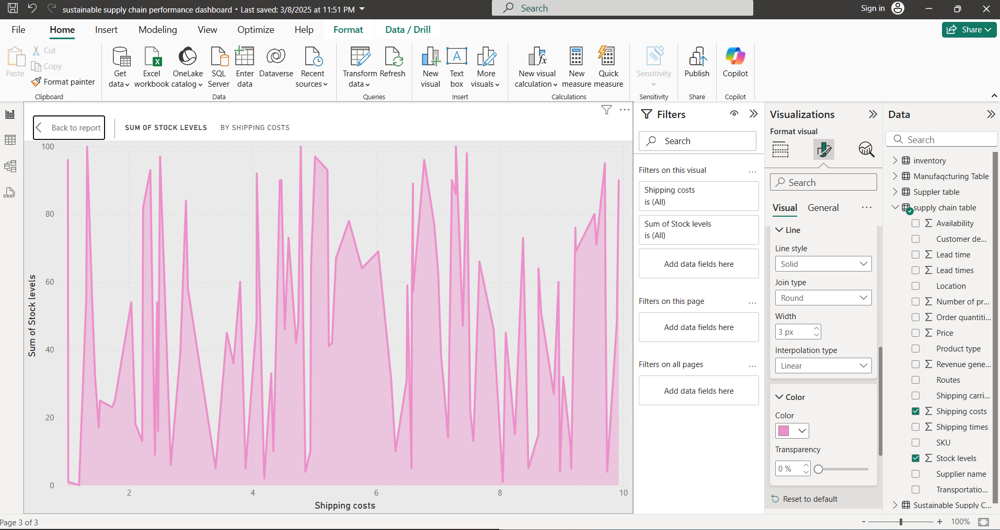 sustainable supply chain performance dashboard • Last saved: 3/8/2025 at 11:51 PM
Search
Sign in
File Home Insert Modeling View Optimize Help Format Data / Drill
Share
Paste
Cut
Copy
Format painter
Clipboard
Get data
Excel workbook
OneLake catalog
SQL Server
Enter data
Dataverse
Recent sources
Data
Transform data
Refresh
Queries
New visual
Text box
More visuals
Insert
New visual calculation
New measure
Quick measure
Calculations
Sensitivity
Sensitivity
Publish
Share
Copilot
Copilot
DAX
Back to report
SUM OF STOCK LEVELS BY SHIPPING COSTS
100
80
60
40
20
0
Sum of Stock levels
2 4 6 8 10
Shipping costs
Filters
Search
Filters on this visual ...
Shipping costs
is (All)
Sum of Stock levels
is (All)
Add data fields here
Filters on this page ...
Add data fields here
Filters on all pages ...
Add data fields here
Visualizations
Format visual
Search
Visual General ...
Line
Line style
Solid
Join type
Round
Width
3 px
Interpolation type
Linear
Color
Color
Transparency
0 %
Reset to default
Data
Search
inventory
Manufaqcturing Table
Suppler table
supply chain table
Availability
Customer de...
Lead time
Lead times
Location
Number of pr...
Order quantiti...
Price
Product type
Revenue gene...
Routes
Shipping carri...
Shipping costs
Shipping times
SKU
Stock levels
Supplier name
Transportatio...
Sustainable Supply C...
Page 3 of 3
- + 100%